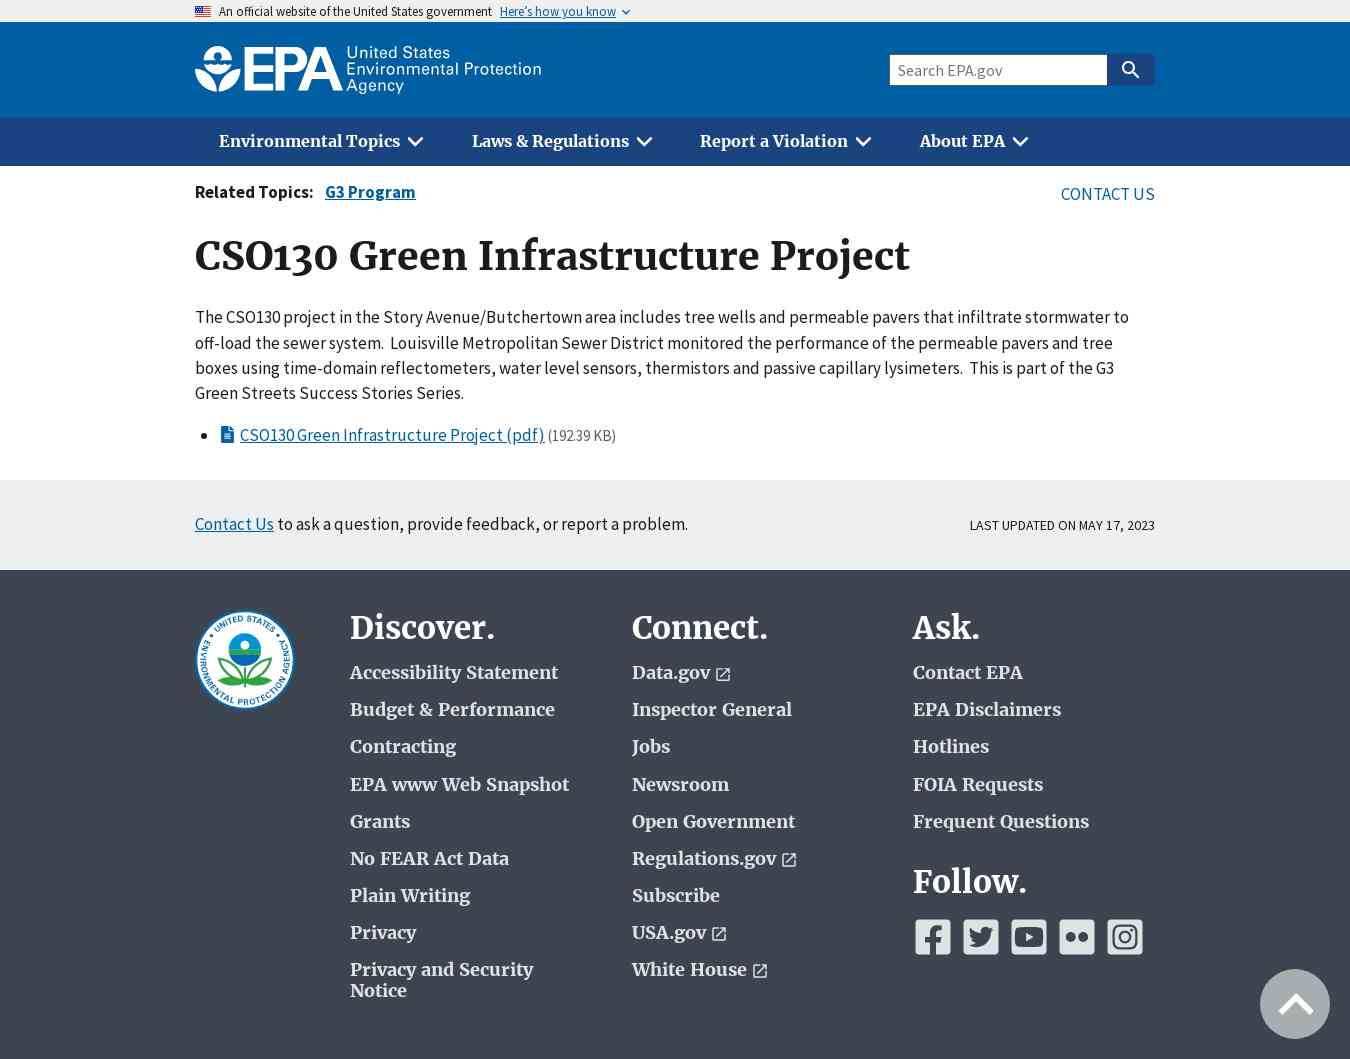 An official website of the United States government Here's how you know
EPA United States
Environmental Protection
Agency
Search EPA.gov
Environmental Topics Laws & Regulations Report a Violation About EPA
Related Topics: G3 Program CONTACT US
CSO130 Green Infrastructure Project
The CSO130 project in the Story Avenue/Butchertown area includes tree wells and permeable pavers that infiltrate stormwater to
off-load the sewer system.  Louisville Metropolitan Sewer District monitored the performance of the permeable pavers and tree
boxes using time-domain reflectometers, water level sensors, thermistors and passive capillary lysimeters.  This is part of the G3
Green Streets Success Stories Series.
CSO130 Green Infrastructure Project (pdf) (192.39 KB)
Contact Us to ask a question, provide feedback, or report a problem. LAST UPDATED ON MAY 17, 2023
UNITED STATES ENVIRONMENTAL PROTECTION AGENCY
Discover.
Accessibility Statement
Budget & Performance
Contracting
EPA www Web Snapshot
Grants
No FEAR Act Data
Plain Writing
Privacy
Privacy and Security
Notice
Connect.
Data.gov
Inspector General
Jobs
Newsroom
Open Government
Regulations.gov
Subscribe
USA.gov
White House
Ask.
Contact EPA
EPA Disclaimers
Hotlines
FOIA Requests
Frequent Questions
Follow.